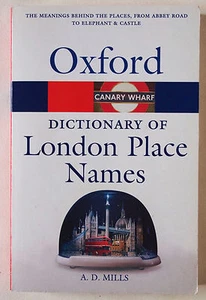 THE MEANINGS BEHIND THE PLACES, FROM ABBEY ROAD
TO ELEPHANT & CASTLE
Oxford
CANARY WHARF
DICTIONARY OF
London Place
Names
A. D. MILLS